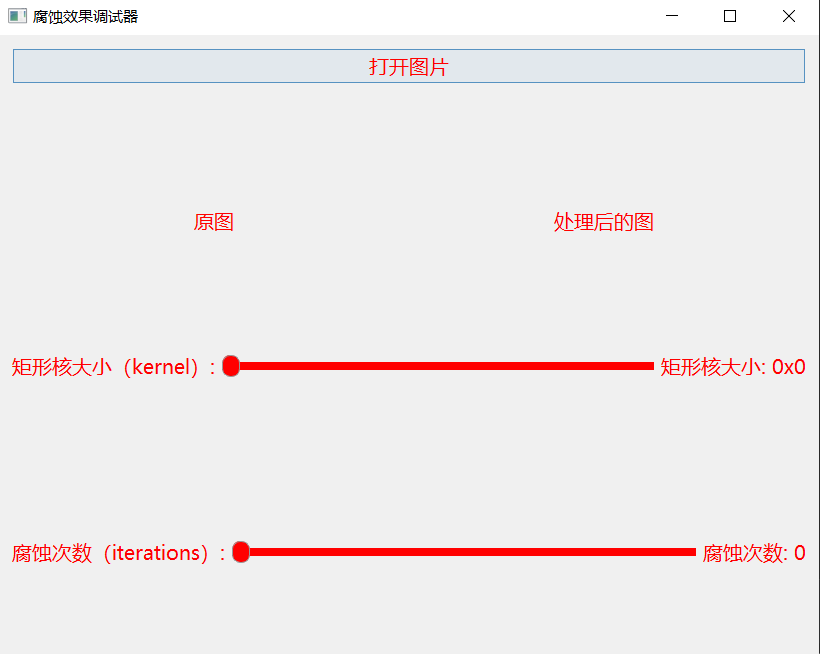 腐蚀效果调试器
打开图片
原图
处理后的图
矩形核大小（kernel）:
矩形核大小: 0x0
腐蚀次数（iterations）:
腐蚀次数: 0